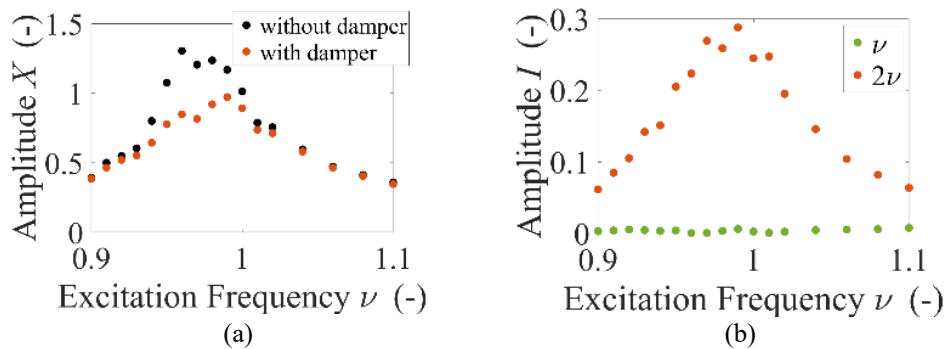 1.5
1
0.5
0
0.9
1
1.1
Amplitude X (-)
Excitation Frequency ν (-)
without damper
with damper
(a)
0.3
0.2
0.1
0
0.9
1
1.1
Amplitude I (-)
Excitation Frequency ν (-)
ν
2ν
(b)